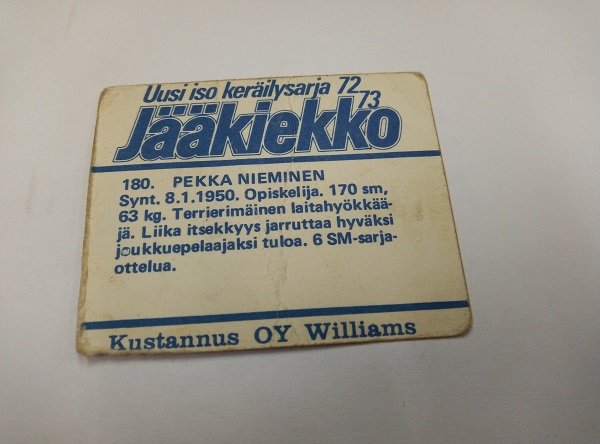 Uusi iso keräilysarja 72
73
Jääkiekko
180. PEKKA NIEMINEN
Synt. 8.1.1950. Opiskelija. 170 sm,
63 kg. Terrierimäinen laitahyökkää-
jä. Liika itsekkyys jarruttaa hyväksi
joukkuepelaajaksi tuloa. 6 SM-sarja-
ottelua.
Kustannus OY Williams